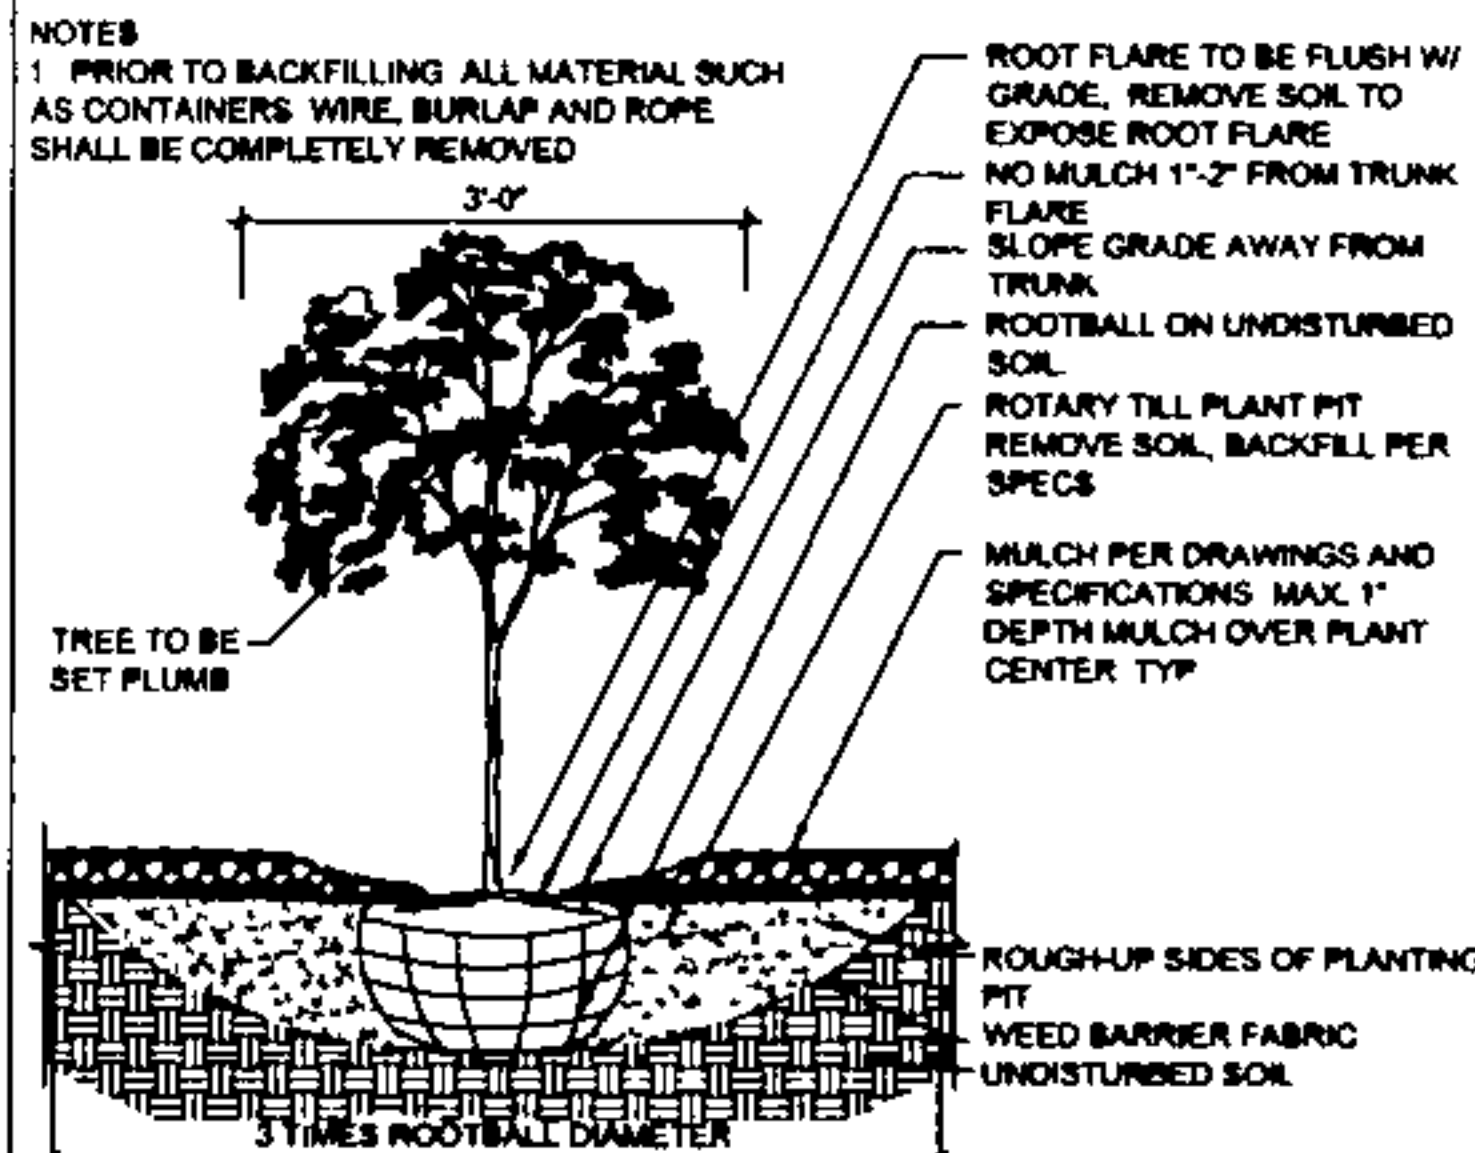 NOTES
1 PRIOR TO BACKFILLING ALL MATERIAL SUCH
AS CONTAINERS WIRE, BURLAP AND ROPE
SHALL BE COMPLETELY REMOVED
3'-0"
TREE TO BE
SET PLUMB
ROOT FLARE TO BE FLUSH W/
GRADE, REMOVE SOIL TO
EXPOSE ROOT FLARE
NO MULCH 1"-2" FROM TRUNK
FLARE
SLOPE GRADE AWAY FROM
TRUNK
ROOTBALL ON UNDISTURBED
SOIL
ROTARY TILL PLANT PIT
REMOVE SOIL, BACKFILL PER
SPECS
MULCH PER DRAWINGS AND
SPECIFICATIONS MAX. 1"
DEPTH MULCH OVER PLANT
CENTER TYP
ROUGH-UP SIDES OF PLANTING
PIT
WEED BARRIER FABRIC
UNDISTURBED SOIL
3 TIMES ROOTBALL DIAMETER